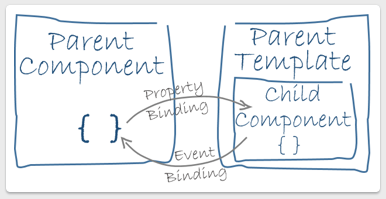 Parent
Component
{ }
Property
Binding
Event
Binding
Parent
Template
Child
Component
{ }